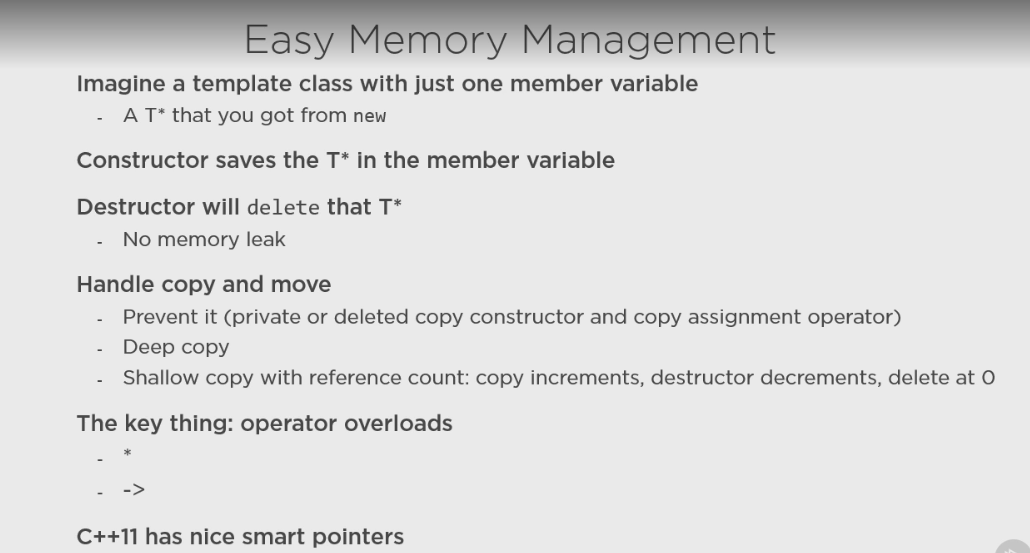 Easy Memory Management
Imagine a template class with just one member variable
- A T* that you got from new
Constructor saves the T* in the member variable
Destructor will delete that T*
- No memory leak
Handle copy and move
- Prevent it (private or deleted copy constructor and copy assignment operator)
- Deep copy
- Shallow copy with reference count: copy increments, destructor decrements, delete at 0
The key thing: operator overloads
- *
- ->
C++11 has nice smart pointers